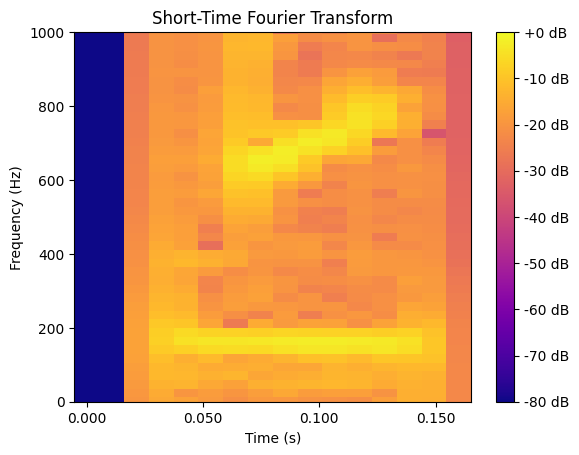 Short-Time Fourier Transform
1000
800
600
400
200
0
Frequency (Hz)
0.000
0.050
0.100
0.150
Time (s)
+0 dB
-10 dB
-20 dB
-30 dB
-40 dB
-50 dB
-60 dB
-70 dB
-80 dB